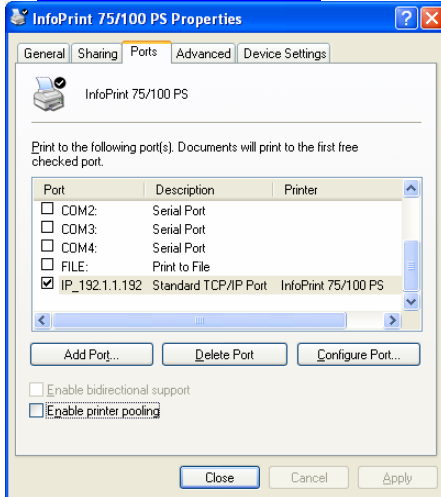 InfoPrint 75/100 PS Properties
General Sharing Ports Advanced Device Settings
InfoPrint 75/100 PS
Print to the following port(s). Documents will print to the first free
checked port.
Port Description Printer
COM2: Serial Port
COM3: Serial Port
COM4: Serial Port
FILE: Print to File
IP_192.1.1.192 Standard TCP/IP Port InfoPrint 75/100 PS
Add Port... Delete Port Configure Port...
Enable bidirectional support
Enable printer pooling
Close Cancel Apply